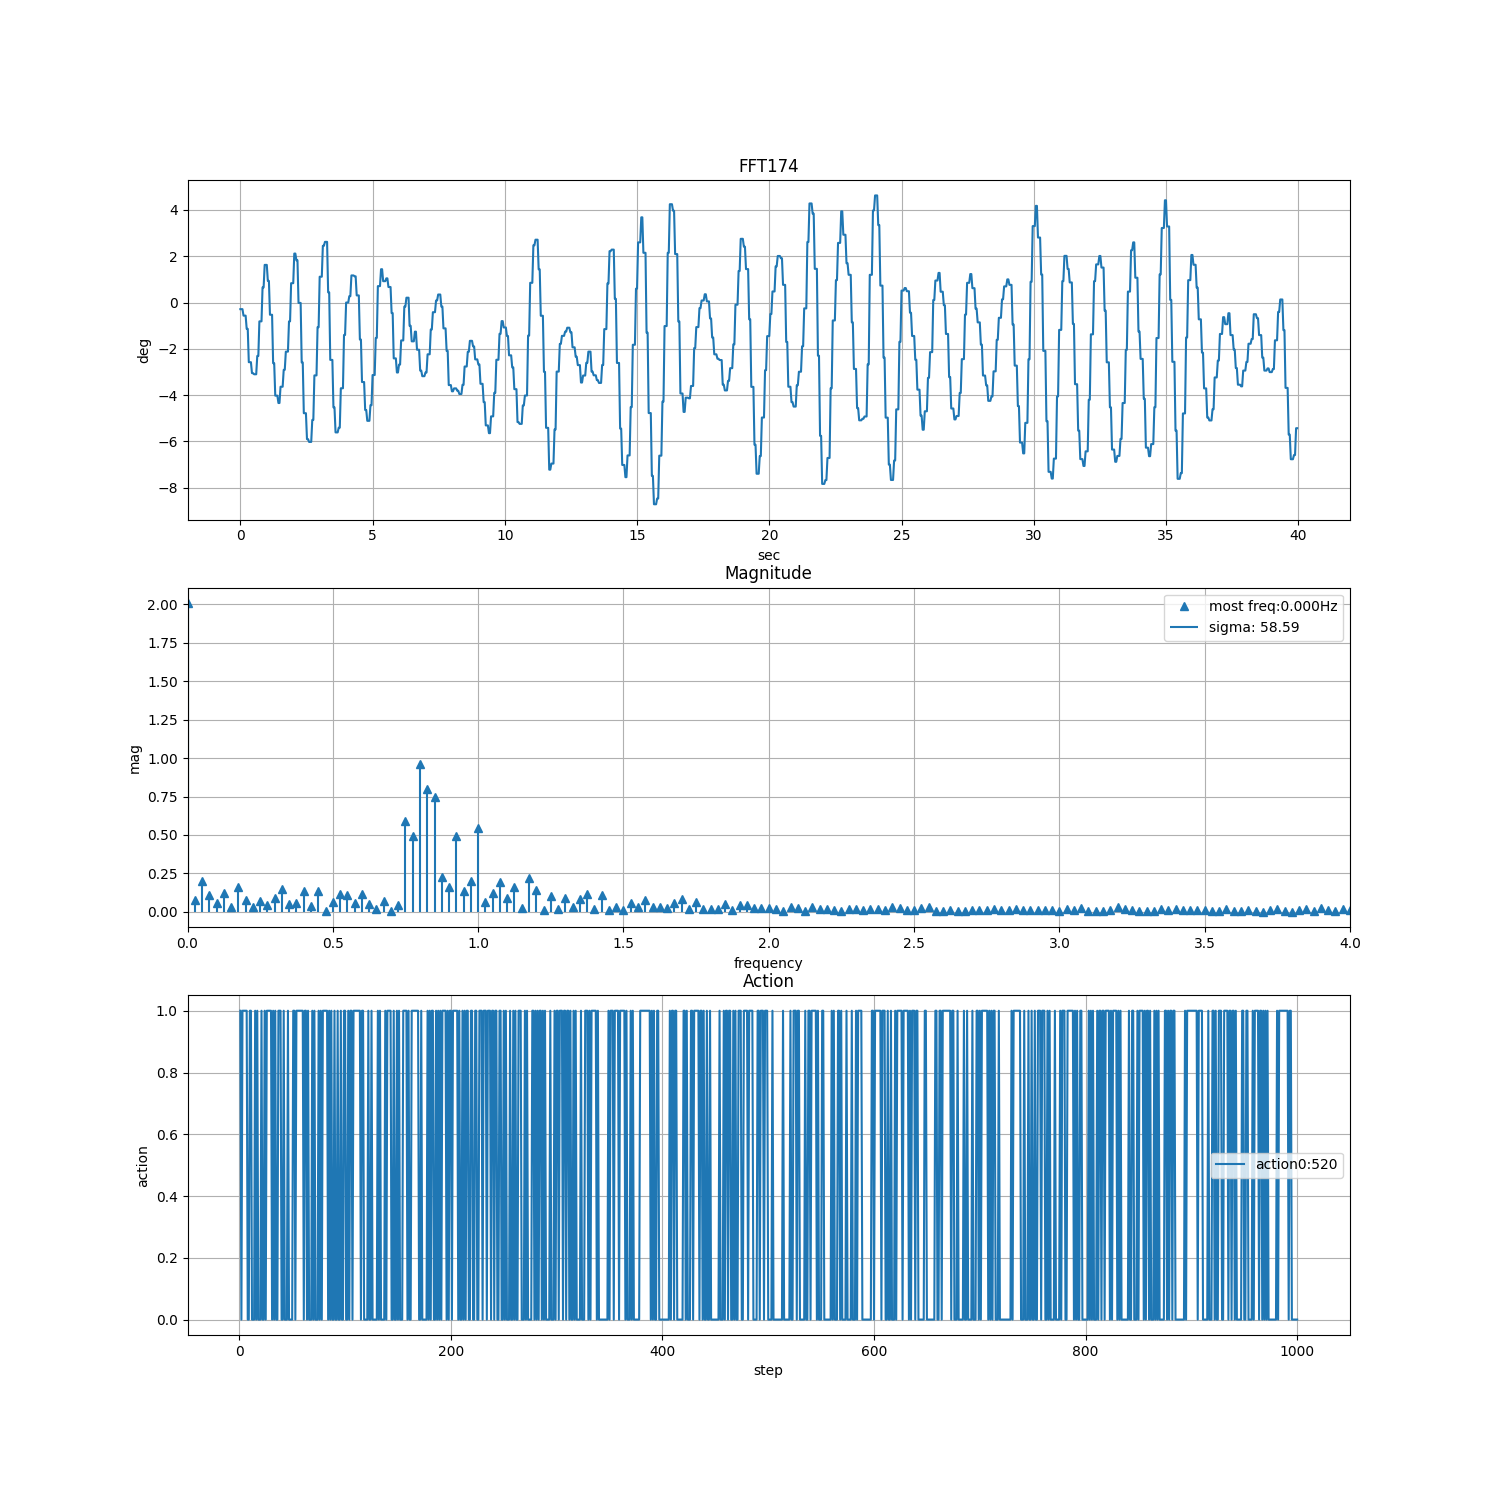 FFT174
4
2
0
−2
−4
−6
−8
deg
0 5 10 15 20 25 30 35 40
sec
Magnitude
2.00
1.75
1.50
1.25
1.00
0.75
0.50
0.25
0.00
mag
most freq:0.000Hz
sigma: 58.59
0.0 0.5 1.0 1.5 2.0 2.5 3.0 3.5 4.0
frequency
Action
1.0
0.8
0.6
0.4
0.2
0.0
action
action0:520
0 200 400 600 800 1000
step